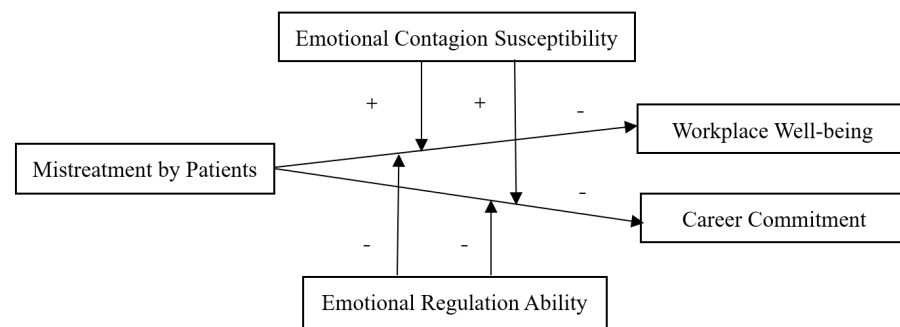 Emotional Contagion Susceptibility
+
+
-
Workplace Well-being
Mistreatment by Patients
-
Career Commitment
-
-
Emotional Regulation Ability